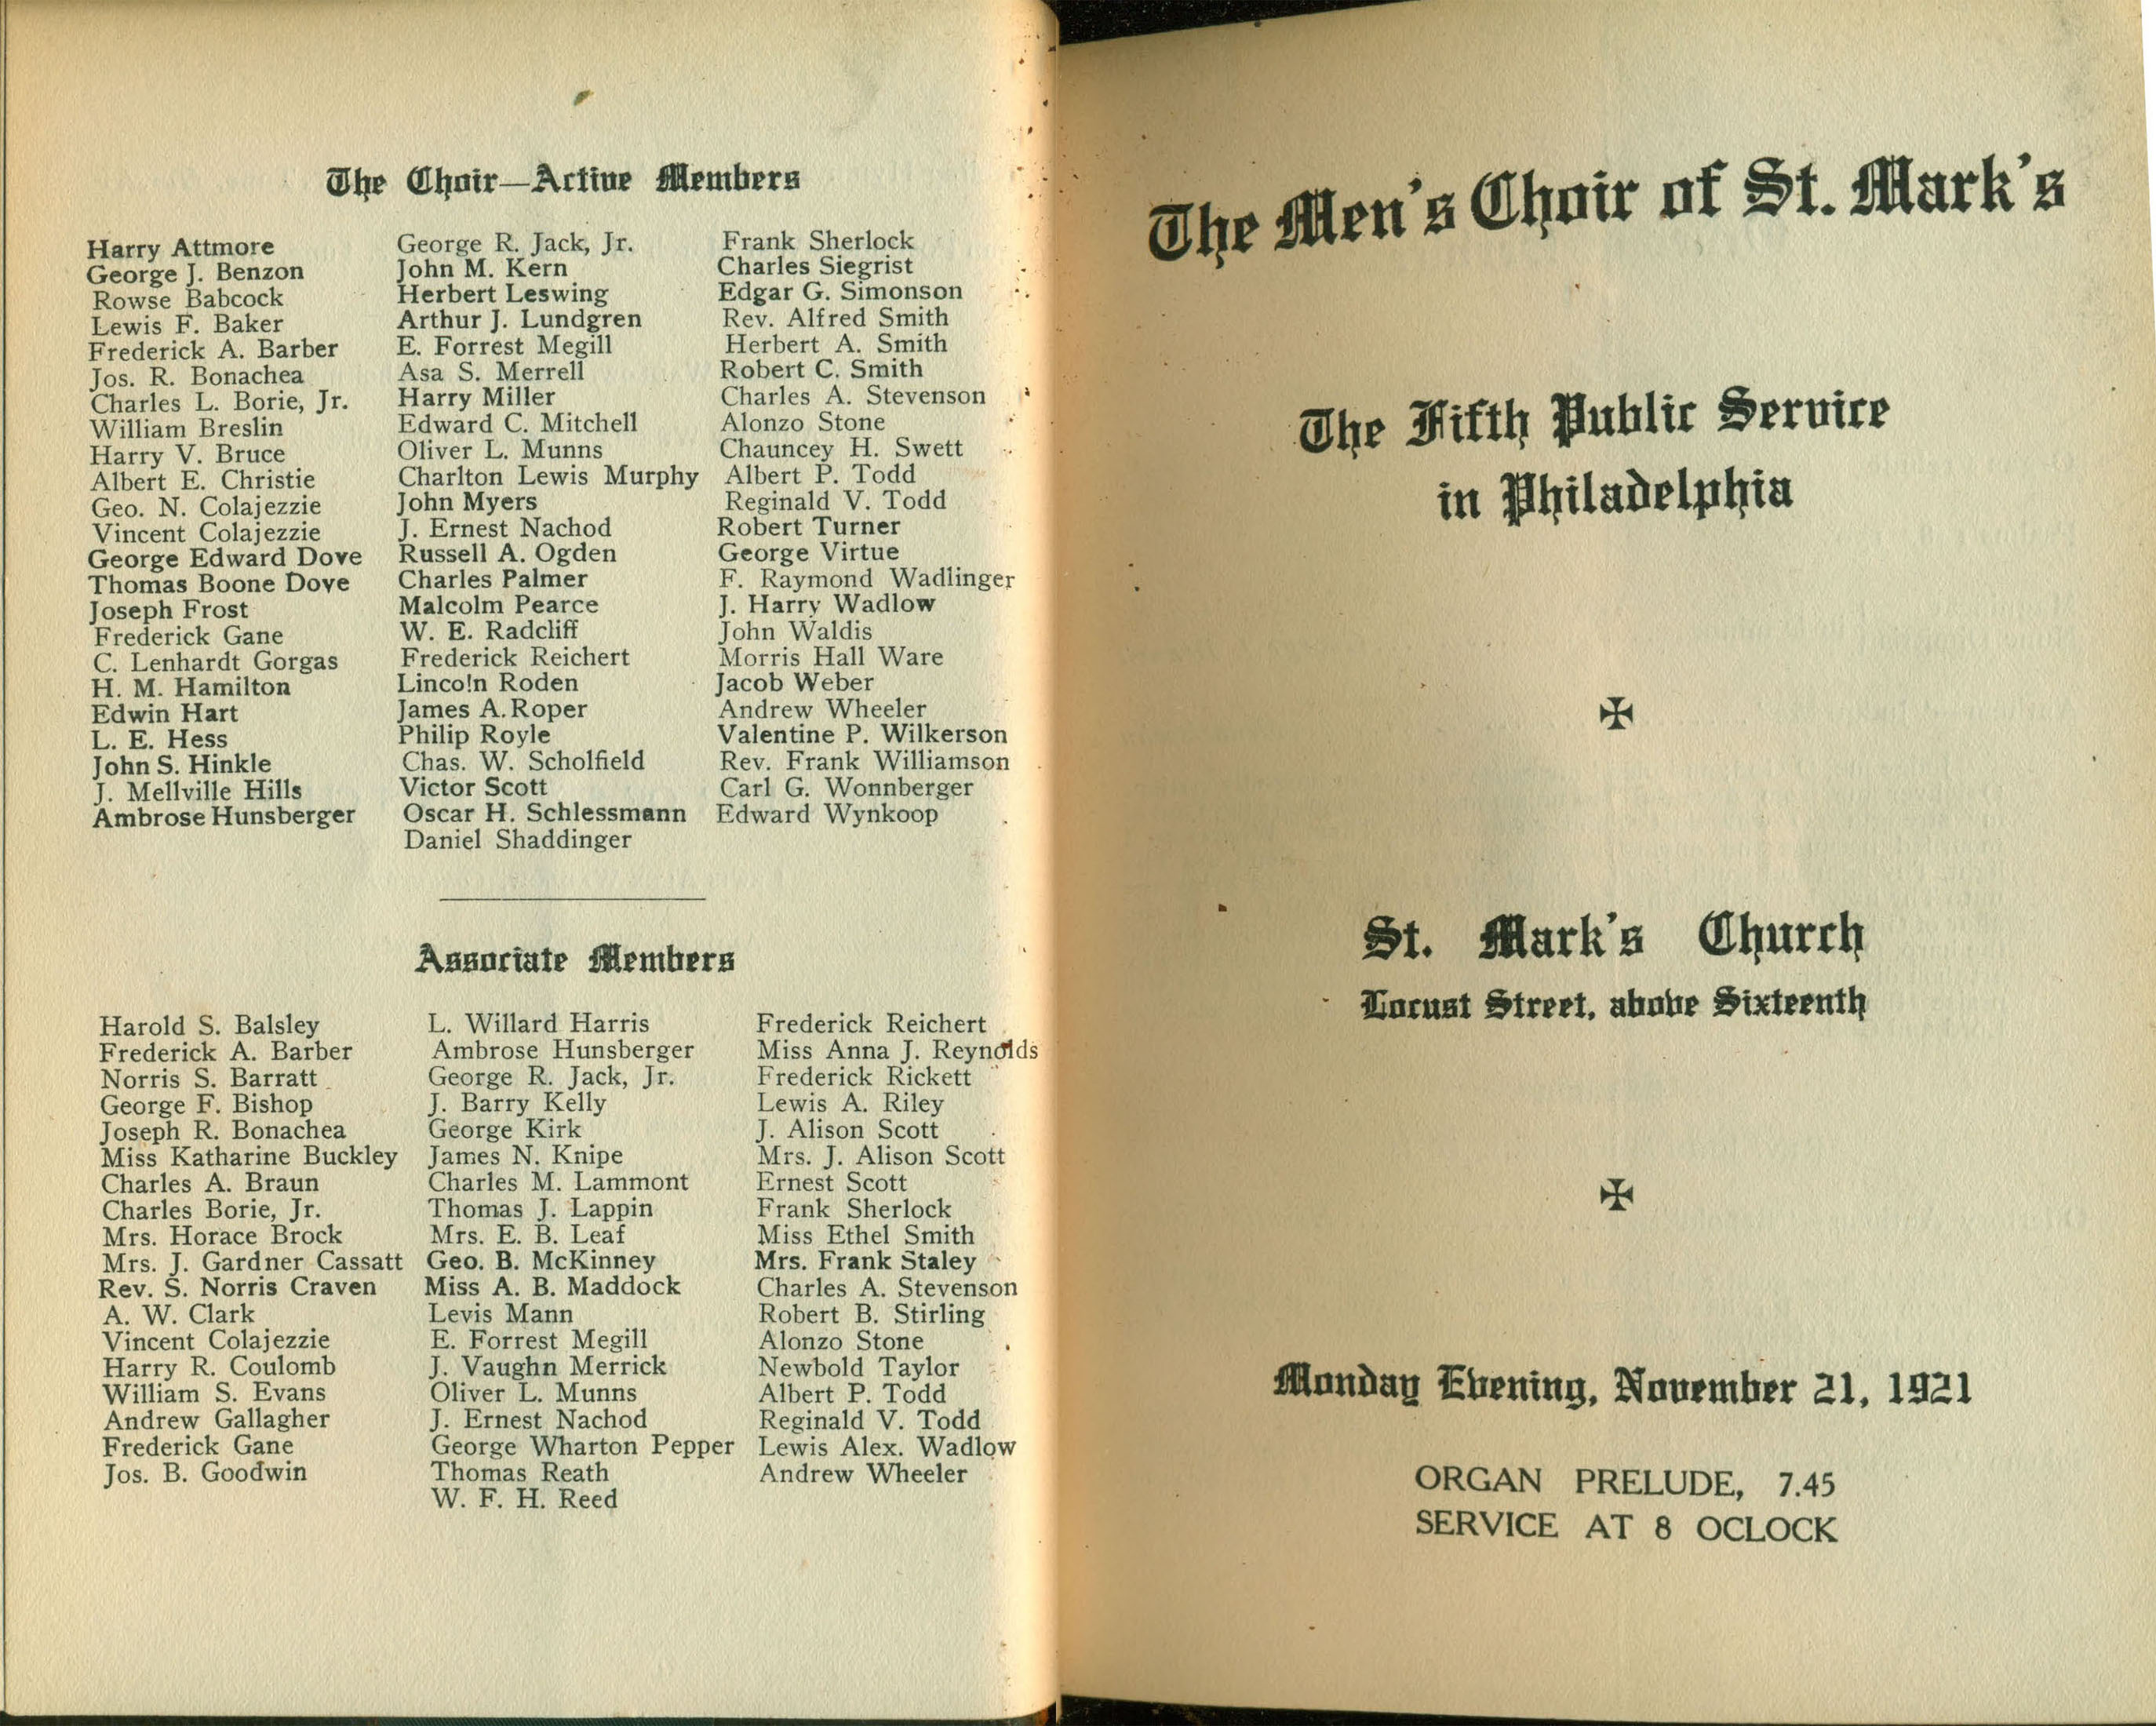 The Choir—Active Members
Harry Attmore
George J. Benzon
Rowse Babcock
Lewis F. Baker
Frederick A. Barber
Jos. R. Bonachea
Charles L. Borie, Jr.
William Breslin
Harry V. Bruce
Albert E. Christie
Geo. N. Colajezzie
Vincent Colajezzie
George Edward Dove
Thomas Boone Dove
Joseph Frost
Frederick Gane
C. Lenhardt Gorgas
H. M. Hamilton
Edwin Hart
L. E. Hess
John S. Hinkle
J. Mellville Hills
Ambrose Hunsberger
George R. Jack, Jr.
John M. Kern
Herbert Leswing
Arthur J. Lundgren
E. Forrest Megill
Asa S. Merrell
Harry Miller
Edward C. Mitchell
Oliver L. Munns
Charlton Lewis Murphy
John Myers
J. Ernest Nachod
Russell A. Ogden
Charles Palmer
Malcolm Pearce
W. E. Radcliff
Frederick Reichert
Lincoln Roden
James A. Roper
Philip Royle
Chas. W. Scholfield
Victor Scott
Oscar H. Schlessmann
Daniel Shaddinger
Frank Sherlock
Charles Siegrist
Edgar G. Simonson
Rev. Alfred Smith
Herbert A. Smith
Robert C. Smith
Charles A. Stevenson
Alonzo Stone
Chauncey H. Swett
Albert P. Todd
Reginald V. Todd
Robert Turner
George Virtue
F. Raymond Wadlinger
J. Harry Wadlow
John Waldis
Morris Hall Ware
Jacob Weber
Andrew Wheeler
Valentine P. Wilkerson
Rev. Frank Williamson
Carl G. Wonnberger
Edward Wynkoop
Associate Members
Harold S. Balsley
Frederick A. Barber
Norris S. Barratt
George F. Bishop
Joseph R. Bonachea
Miss Katharine Buckley
Charles A. Braun
Charles Borie, Jr.
Mrs. Horace Brock
Mrs. J. Gardner Cassatt
Rev. S. Norris Craven
A. W. Clark
Vincent Colajezzie
Harry R. Coulomb
William S. Evans
Andrew Gallagher
Frederick Gane
Jos. B. Goodwin
L. Willard Harris
Ambrose Hunsberger
George R. Jack, Jr.
J. Barry Kelly
George Kirk
James N. Knipe
Charles M. Lammont
Thomas J. Lappin
Mrs. E. B. Leaf
Geo. B. McKinney
Miss A. B. Maddock
Levis Mann
E. Forrest Megill
J. Vaughn Merrick
Oliver L. Munns
J. Ernest Nachod
George Wharton Pepper
Thomas Reath
W. F. H. Reed
Frederick Reichert
Miss Anna J. Reynolds
Frederick Rickett
Lewis A. Riley
J. Alison Scott
Mrs. J. Alison Scott
Ernest Scott
Frank Sherlock
Miss Ethel Smith
Mrs. Frank Staley
Charles A. Stevenson
Robert B. Stirling
Alonzo Stone
Newbold Taylor
Albert P. Todd
Reginald V. Todd
Lewis Alex. Wadlow
Andrew Wheeler
The Men's Choir of St. Mark's
The Fifth Public Service
in Philadelphia
✠
St. Mark's Church
Locust Street, above Sixteenth
✠
Monday Evening, November 21, 1921
ORGAN PRELUDE, 7.45
SERVICE AT 8 OCLOCK